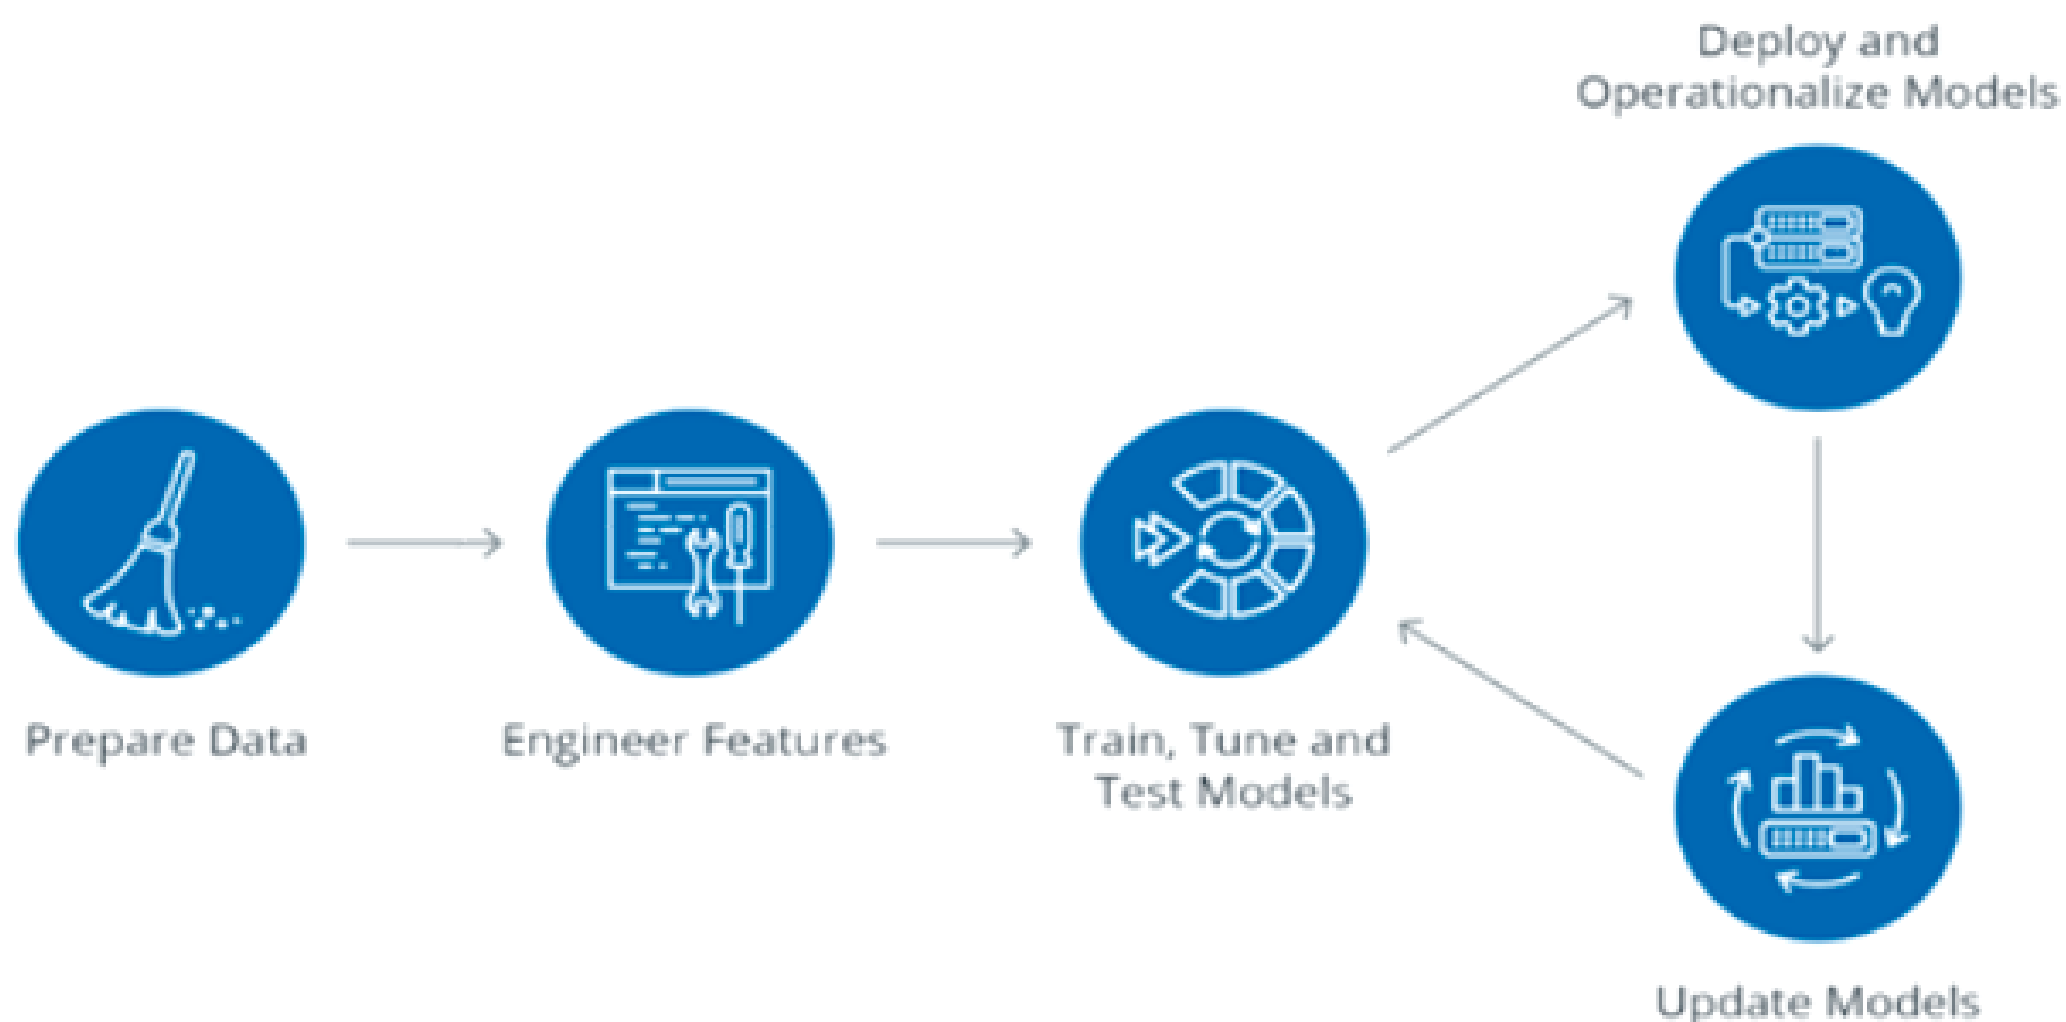 Deploy and
Operationalize Models
Prepare Data
Engineer Features
Train, Tune and
Test Models
Update Models